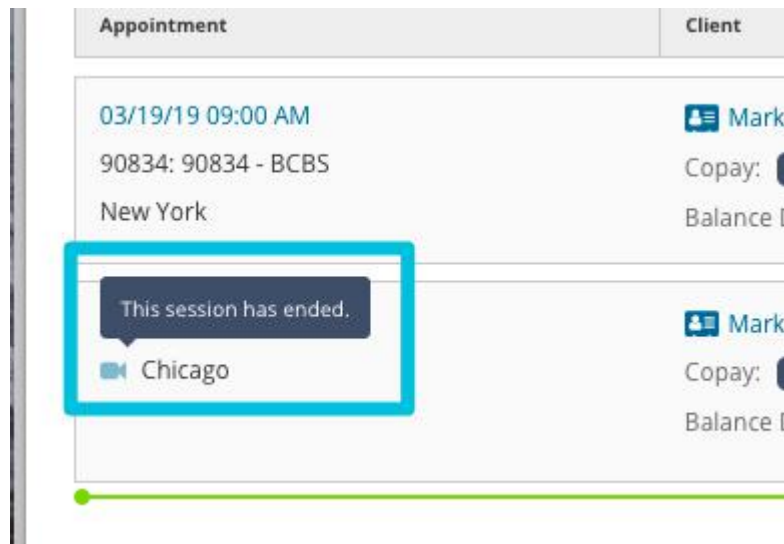 Appointment Client
03/19/19 09:00 AM Mark
90834: 90834 - BCBS Copay:
New York Balance
This session has ended. Mark
Chicago Copay:
Balance